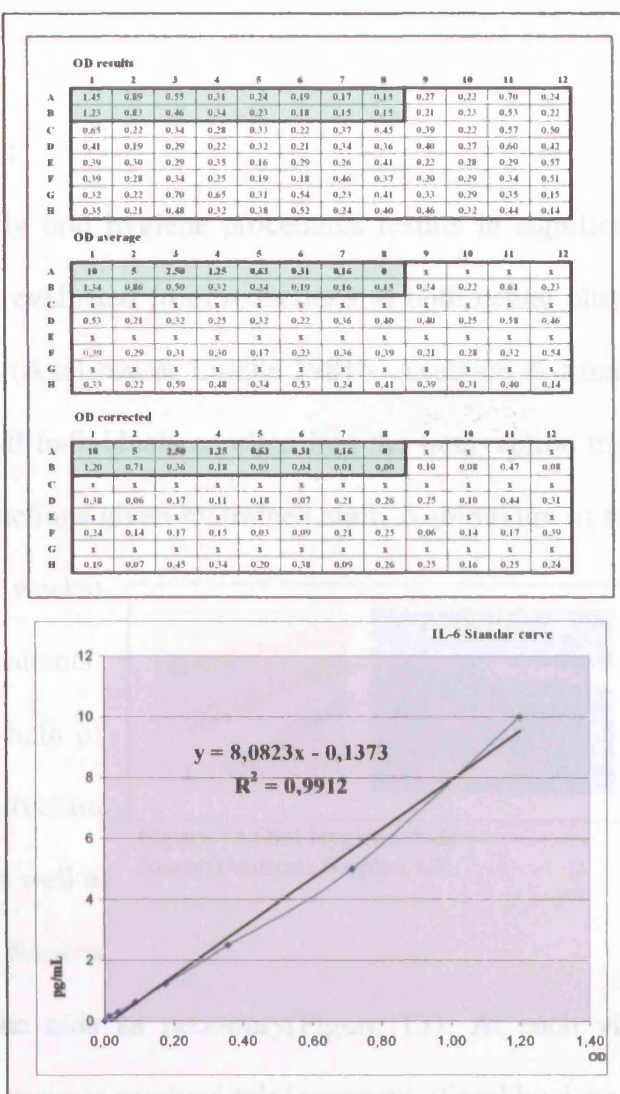 OD results
1 2 3 4 5 6 7 8 9 10 11 12
A 1.45 0.89 0.55 0.31 0.24 0.19 0.17 0.15 0.27 0.22 0.70 0.24
B 1.23 0.83 0.46 0.34 0.23 0.18 0.15 0.15 0.21 0.23 0.53 0.22
C 0.65 0.22 0.34 0.28 0.33 0.22 0.37 0.45 0.39 0.22 0.57 0.50
D 0.41 0.19 0.29 0.22 0.32 0.21 0.34 0.36 0.40 0.27 0.60 0.42
E 0.39 0.30 0.29 0.35 0.16 0.29 0.26 0.41 0.22 0.28 0.29 0.57
F 0.39 0.28 0.34 0.25 0.19 0.18 0.46 0.37 0.20 0.29 0.34 0.51
G 0.32 0.22 0.70 0.65 0.31 0.54 0.23 0.41 0.33 0.29 0.35 0.15
H 0.35 0.21 0.48 0.32 0.38 0.52 0.24 0.40 0.46 0.32 0.44 0.14
OD average
1 2 3 4 5 6 7 8 9 10 11 12
A 10 5 2.50 1.25 0.63 0.31 0.16 0 x x x x
B 1.34 0.86 0.50 0.32 0.24 0.19 0.16 0.15 0.24 0.22 0.61 0.23
C x x x x x x x x x x x x
D 0.53 0.21 0.32 0.25 0.32 0.22 0.36 0.40 0.40 0.25 0.58 0.46
E x x x x x x x x x x x x
F 0.39 0.29 0.31 0.30 0.17 0.23 0.36 0.39 0.21 0.28 0.32 0.54
G x x x x x x x x x x x x
H 0.33 0.22 0.59 0.48 0.34 0.53 0.24 0.41 0.39 0.31 0.40 0.14
OD corrected
1 2 3 4 5 6 7 8 9 10 11 12
A 10 5 2.50 1.25 0.63 0.31 0.16 0 x x x x
B 1.20 0.71 0.36 0.18 0.09 0.04 0.01 0.00 0.10 0.08 0.47 0.08
C x x x x x x x x x x x x
D 0.38 0.06 0.17 0.11 0.18 0.07 0.21 0.26 0.25 0.10 0.44 0.31
E x x x x x x x x x x x x
F 0.24 0.14 0.17 0.15 0.03 0.09 0.21 0.25 0.06 0.14 0.17 0.39
G x x x x x x x x x x x x
H 0.19 0.07 0.45 0.34 0.20 0.38 0.09 0.26 0.25 0.16 0.25 0.24
IL-6 Standar curve
12
10
y = 8,0823x - 0,1373
R² = 0,9912
8
6
4
2
0
pg/mL
0,00 0,20 0,40 0,60 0,80 1,00 1,20 1,40
OD